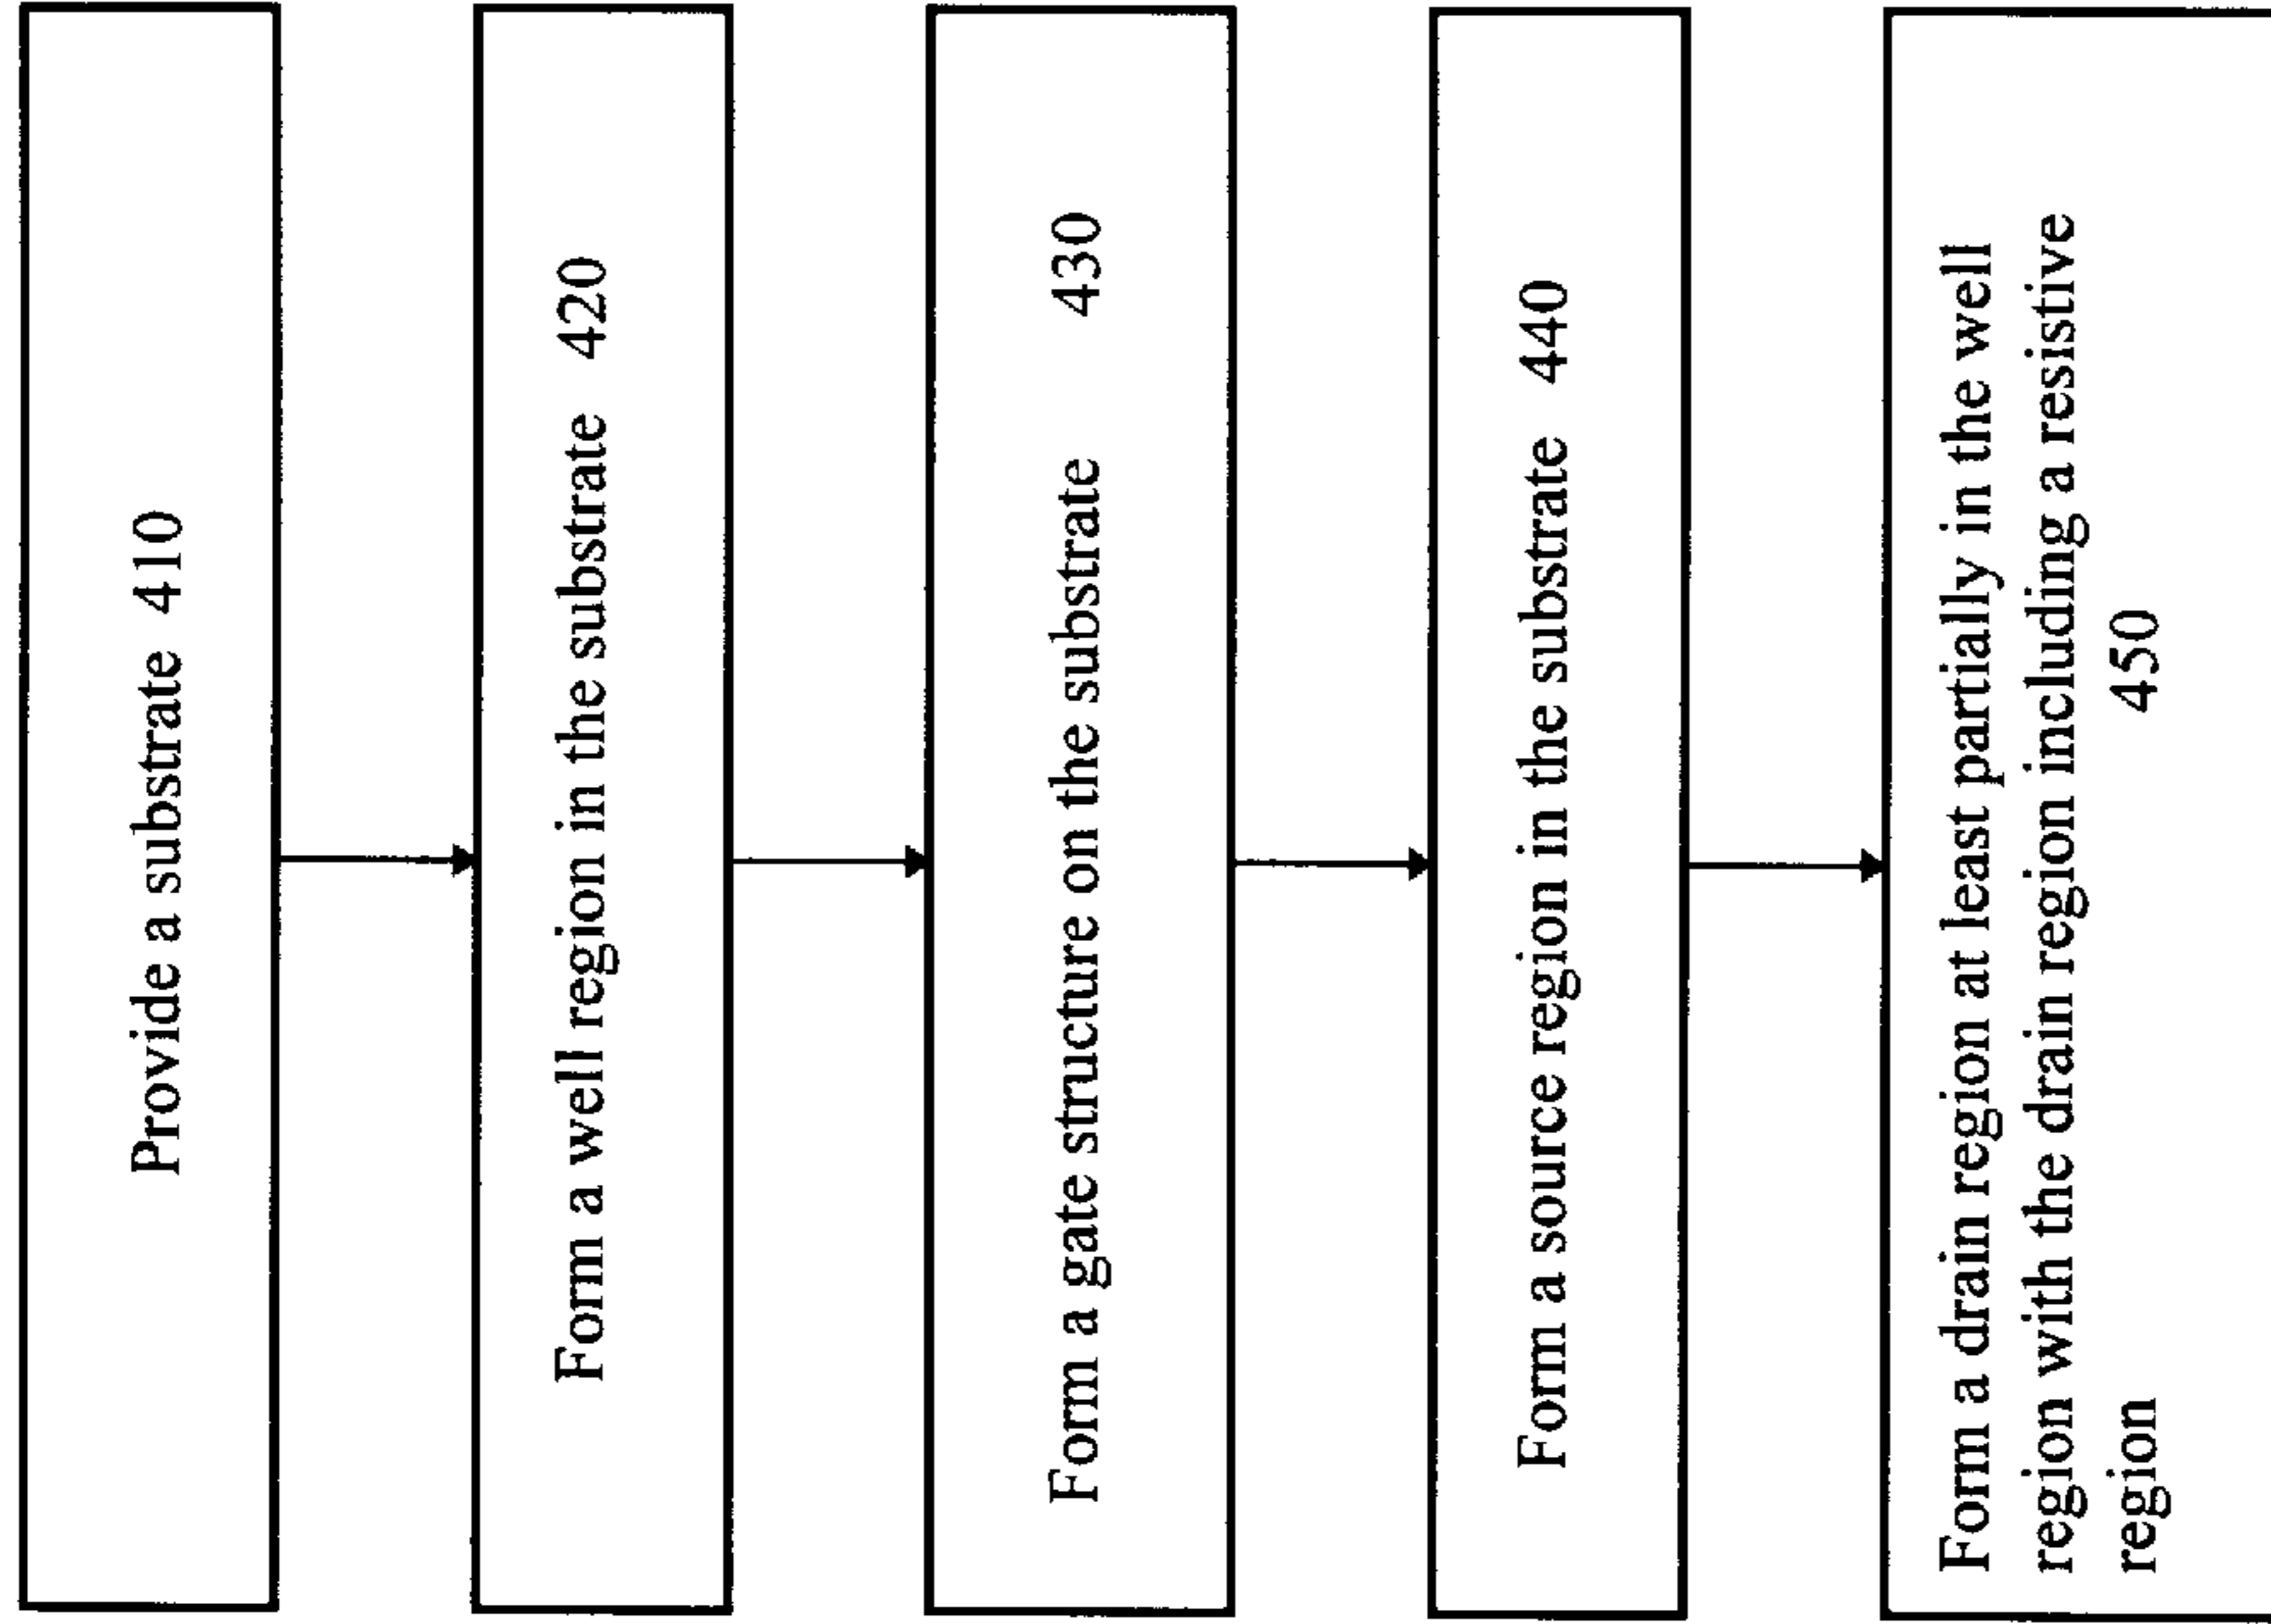 Provide a substrate 410
Form a well region in the substrate 420
Form a gate structure on the substrate 430
Form a source region in the substrate 440
Form a drain region at least partially in the well
region with the drain region including a resistive
region 450